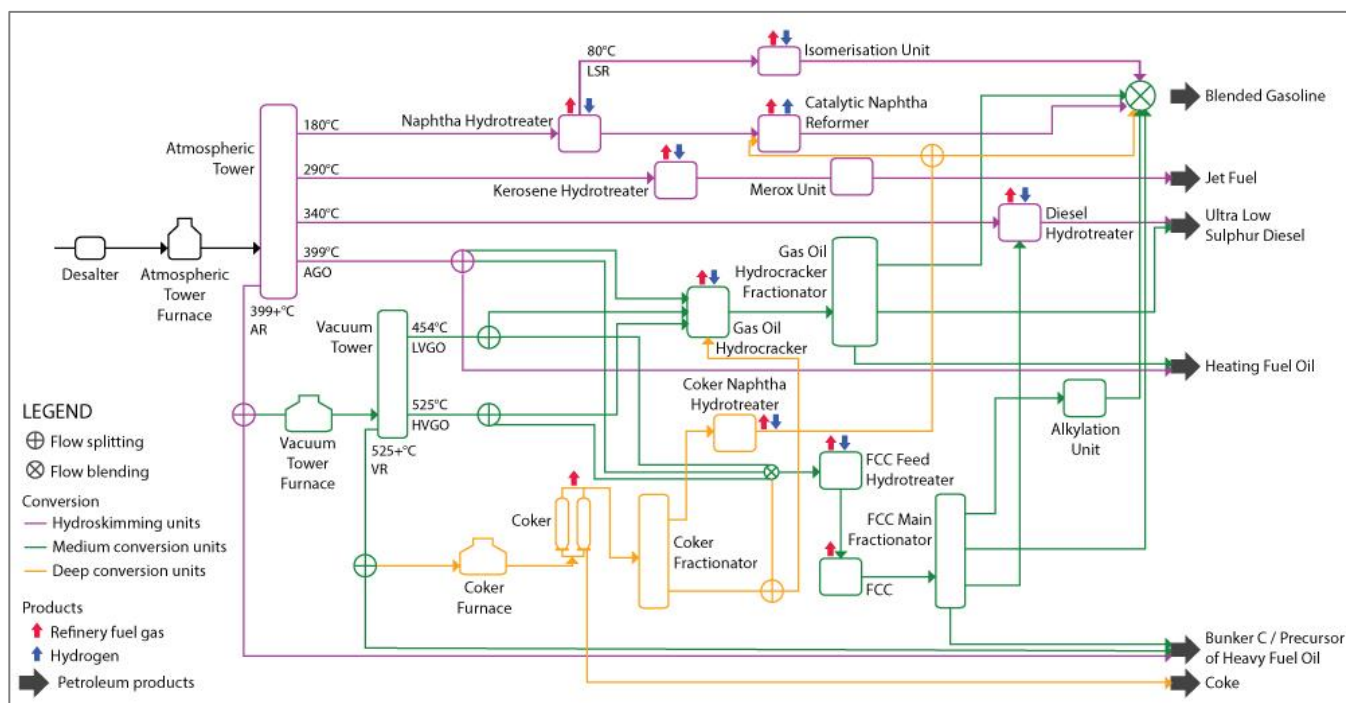 80°C
LSR
Isomerisation Unit
Blended Gasoline
180°C
Naphtha Hydrotreater
Catalytic Naphtha
Reformer
Atmospheric
Tower
290°C
Kerosene Hydrotreater
Merox Unit
Jet Fuel
340°C
Diesel
Hydrotreater
Ultra Low
Sulphur Diesel
399°C
AGO
Desalter
Atmospheric
Tower
Furnace
399+°C
AR
Gas Oil
Hydrocracker
Fractionator
Vacuum
Tower
454°C
LVGO
Gas Oil
Hydrocracker
Heating Fuel Oil
Coker Naphtha
Hydrotreater
525°C
HVGO
Alkylation
Unit
525+°C
VR
Vacuum
Tower
Furnace
FCC Feed
Hydrotreater
Coker
Coker
Fractionator
FCC Main
Fractionator
Coker
Furnace
FCC
Bunker C / Precursor
of Heavy Fuel Oil
Coke
LEGEND
Flow splitting
Flow blending
Conversion
Hydroskimming units
Medium conversion units
Deep conversion units
Products
Refinery fuel gas
Hydrogen
Petroleum products